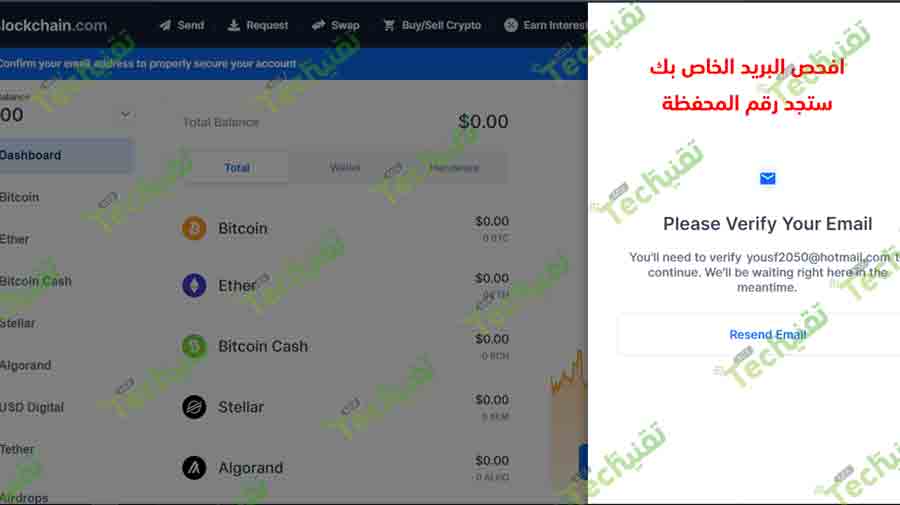 lockchain.com
Send
Request
Swap
Buy/Sell Crypto
Earn Interes
Confirm your email address to properly secure your account
Balance
00
Dashboard
Bitcoin
Ether
Bitcoin Cash
Stellar
Algorand
USD Digital
Tether
Airdrops
Total Balance
$0.00
Total
Wallet
Hardware
Bitcoin
$0.00
0 BTC
Ether
$0.00
0 ETH
Bitcoin Cash
$0.00
0 BCH
Stellar
$0.00
0 XLM
Algorand
$0.00
0 ALGO
افحص البريد الخاص بك
ستجد رقم المحفظة
Please Verify Your Email
You'll need to verify yousf2050@hotmail.com t
continue. We'll be waiting right here in the
meantime.
Resend Email
تقنيTech